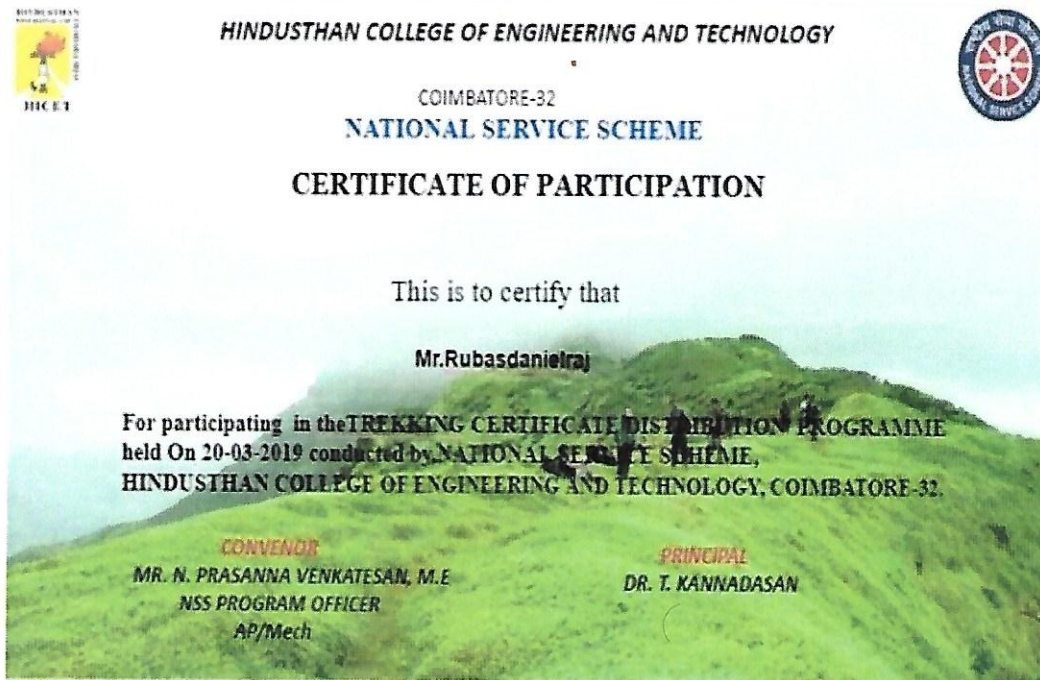 HINDUSTHAN COLLEGE OF ENGINEERING AND TECHNOLOGY
HICET
COIMBATORE-32
NATIONAL SERVICE SCHEME
CERTIFICATE OF PARTICIPATION
This is to certify that
Mr.Rubasdanielraj
For participating in theTREKKING CERTIFICATE DISTRIBUTION PROGRAMME
held On 20-03-2019 conducted by,NATIONAL SERVICE SCHEME,
HINDUSTHAN COLLEGE OF ENGINEERING AND TECHNOLOGY, COIMBATORE-32.
CONVENOR
MR. N. PRASANNA VENKATESAN, M.E
NSS PROGRAM OFFICER
AP/Mech
PRINCIPAL
DR. T. KANNADASAN